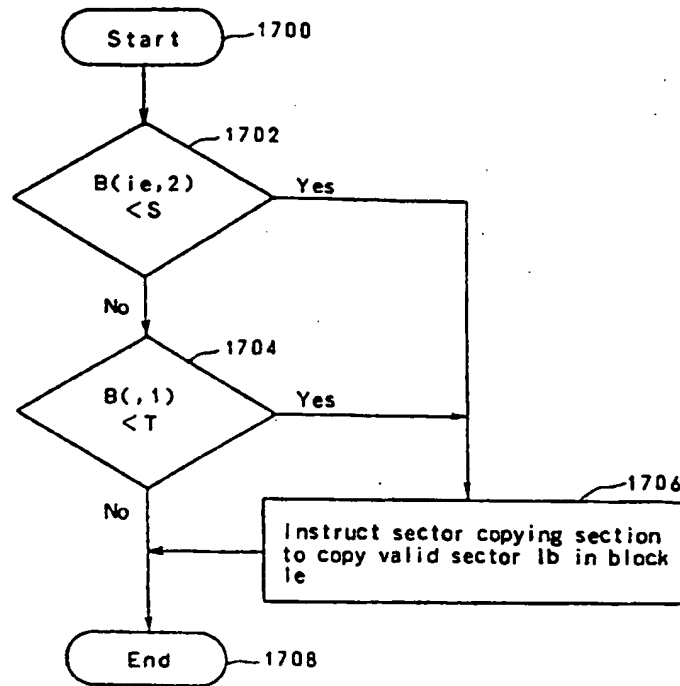 Start
1700
1702
B(ie,2)
<S
Yes
No
1704
B(,1)
<T
Yes
No
1706
Instruct sector copying section
to copy valid sector lb in block
le
End
1708